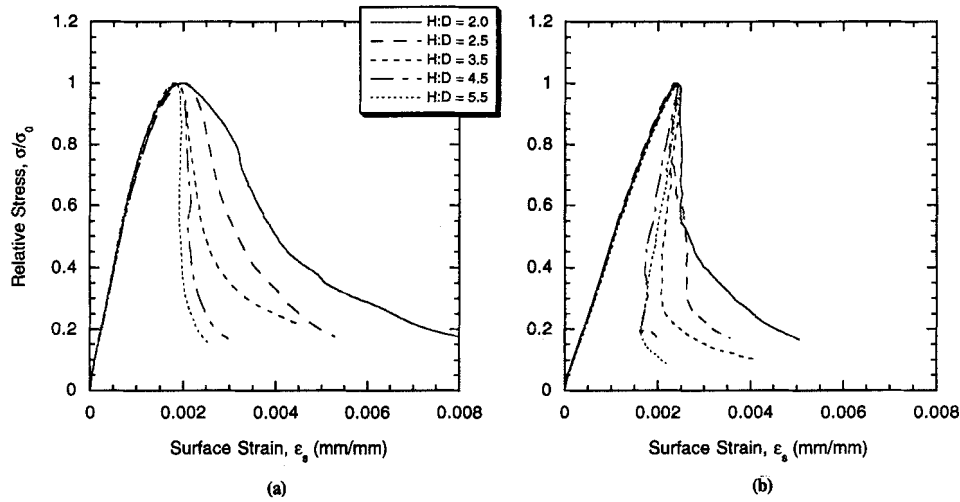 H:D = 2.0
H:D = 2.5
H:D = 3.5
H:D = 4.5
H:D = 5.5
1.2
1
0.8
0.6
0.4
0.2
0
Relative Stress, σ/σ₀
0 0.002 0.004 0.006 0.008
Surface Strain, εₛ (mm/mm)
(a)
1.2
1
0.8
0.6
0.4
0.2
0
0 0.002 0.004 0.006 0.008
Surface Strain, εₛ (mm/mm)
(b)